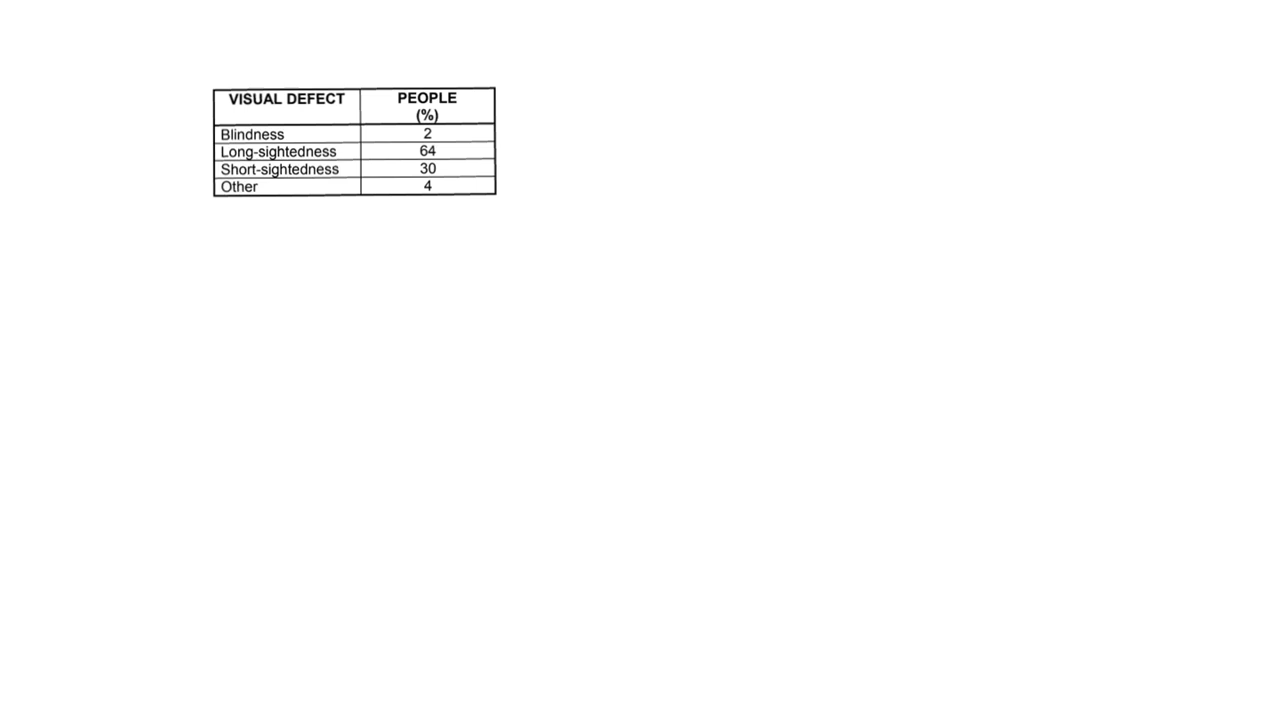 VISUAL DEFECT PEOPLE
(%)
Blindness 2
Long-sightedness 64
Short-sightedness 30
Other 4